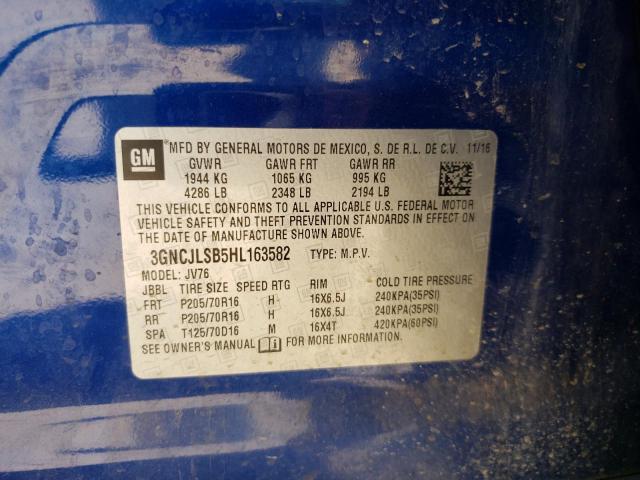 GM
MFD BY GENERAL MOTORS DE MEXICO, S. DE R.L. DE C.V. 11/16
GVWR GAWR FRT GAWR RR
1944 KG 1065 KG 995 KG
4286 LB 2348 LB 2194 LB
THIS VEHICLE CONFORMS TO ALL APPLICABLE U.S. FEDERAL MOTOR
VEHICLE SAFETY AND THEFT PREVENTION STANDARDS IN EFFECT ON
THE DATE OF MANUFACTURE SHOWN ABOVE.
3GNCJLSB5HL163582 TYPE: M.P.V.
MODEL: JV76
JBBL TIRE SIZE SPEED RTG RIM COLD TIRE PRESSURE
FRT P205/70R16 H 16X6.5J 240KPA(35PSI)
RR P205/70R16 H 16X6.5J 240KPA(35PSI)
SPA T125/70D16 M 16X4T 420KPA(60PSI)
SEE OWNER'S MANUAL FOR MORE INFORMATION.